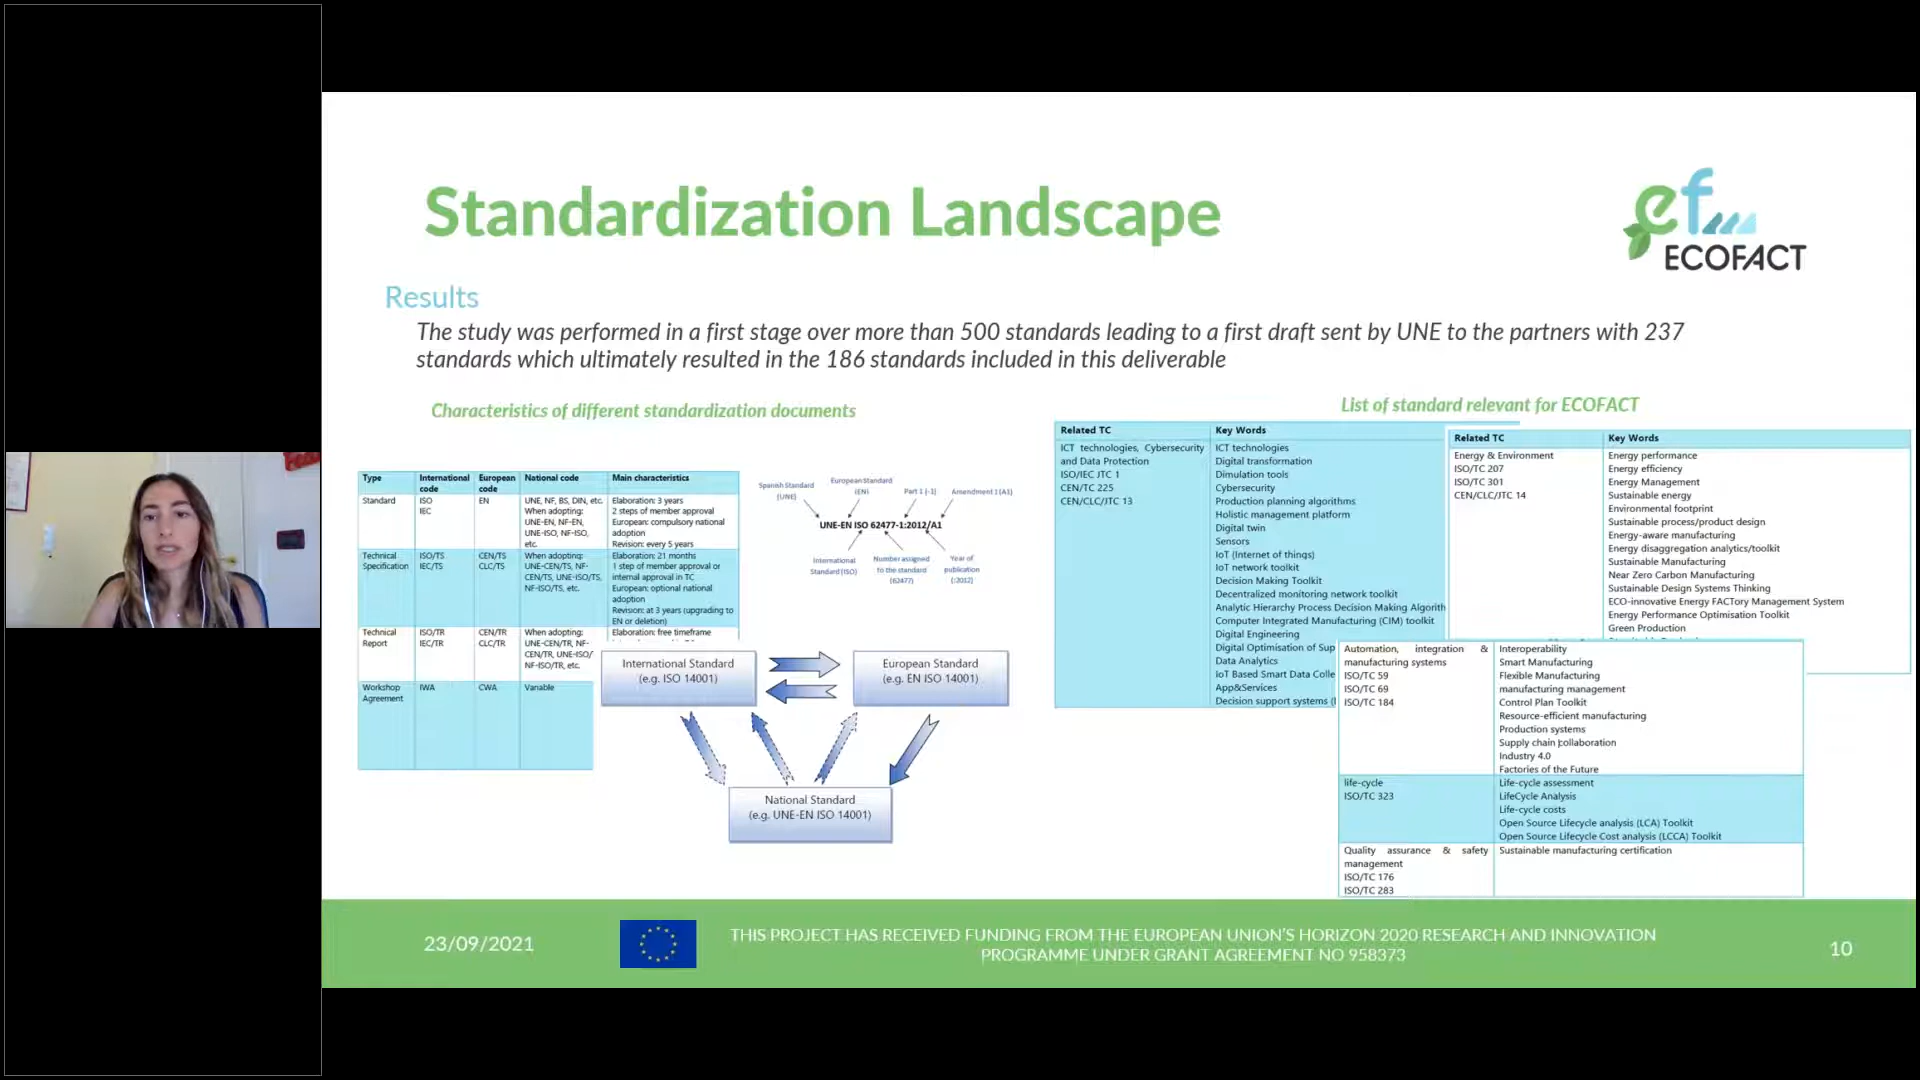 Standardization Landscape
ef
ECOFACT
Results
The study was performed in a first stage over more than 500 standards leading to a first draft sent by UNE to the partners with 237
standards which ultimately resulted in the 186 standards included in this deliverable
Characteristics of different standardization documents
Type
International
code
European
code
National code
Main characteristics
Standard
ISO
IEC
EN
UNE, NF, BS, DIN, etc.
When adopting:
UNE-EN, NF-EN,
UNE-ISO, NF-ISO,
etc.
Elaboration: 3 years
2 steps of member approval
European: compulsory national
adoption
Revision: every 5 years
Technical
Specification
ISO/TS
IEC/TS
CEN/TS
CLC/TS
When adopting:
UNE-CEN/TS, NF-
CEN/TS, UNE-ISO/TS,
NF-ISO/TS, etc.
Elaboration: 21 months
1 step of member approval or
internal approval in TC
European: optional national
adoption
Revision: at 3 years (upgrading to
EN or deletion)
Technical
Report
ISO/TR
IEC/TR
CEN/TR
CLC/TR
When adopting:
UNE-CEN/TR, NF-
CEN/TR, UNE-ISO/
NF-ISO/TR, etc.
Elaboration: free timeframe
Workshop
Agreement
IWA
CWA
Variable
Spanish Standard
(UNE)
European Standard
(EN)
Part 1 (-1)
Amendment 1 (A1)
UNE-EN ISO 62477-1:2012/A1
International
Standard (ISO)
Number assigned
to the standard
(62477)
Year of
publication
(:2012)
International Standard
(e.g. ISO 14001)
European Standard
(e.g. EN ISO 14001)
National Standard
(e.g. UNE-EN ISO 14001)
List of standard relevant for ECOFACT
Related TC
Key Words
ICT technologies, Cybersecurity
and Data Protection
ISO/IEC JTC 1
CEN/TC 225
CEN/CLC/JTC 13
ICT technologies
Digital transformation
Dimulation tools
Cybersecurity
Production planning algorithms
Holistic management platform
Digital twin
Sensors
IoT (Internet of things)
IoT network toolkit
Decision Making Toolkit
Decentralized monitoring network toolkit
Analytic Hierarchy Process Decision Making Algorith
Computer Integrated Manufacturing (CIM) toolkit
Digital Engineering
Digital Optimisation of Sup
Data Analytics
IoT Based Smart Data Colle
App&Services
Decision support systems (
Related TC
Key Words
Energy & Environment
ISO/TC 207
ISO/TC 301
CEN/CLC/JTC 14
Energy performance
Energy efficiency
Energy Management
Sustainable energy
Environmental footprint
Sustainable process/product design
Energy-aware manufacturing
Energy disaggregation analytics/toolkit
Sustainable Manufacturing
Near Zero Carbon Manufacturing
Sustainable Design Systems Thinking
ECO-innovative Energy FACTory Management System
Energy Performance Optimisation Toolkit
Green Production
Automation, integration &
manufacturing systems
ISO/TC 59
ISO/TC 69
ISO/TC 184
Interoperability
Smart Manufacturing
Flexible Manufacturing
manufacturing management
Control Plan Toolkit
Resource-efficient manufacturing
Production systems
Supply chain collaboration
Industry 4.0
Factories of the Future
life-cycle
ISO/TC 323
Life-cycle assessment
LifeCycle Analysis
Life-cycle costs
Open Source Lifecycle analysis (LCA) Toolkit
Open Source Lifecycle Cost analysis (LCCA) Toolkit
Quality assurance & safety
management
ISO/TC 176
ISO/TC 283
Sustainable manufacturing certification
23/09/2021
THIS PROJECT HAS RECEIVED FUNDING FROM THE EUROPEAN UNION'S HORIZON 2020 RESEARCH AND INNOVATION
PROGRAMME UNDER GRANT AGREEMENT NO 958373
10